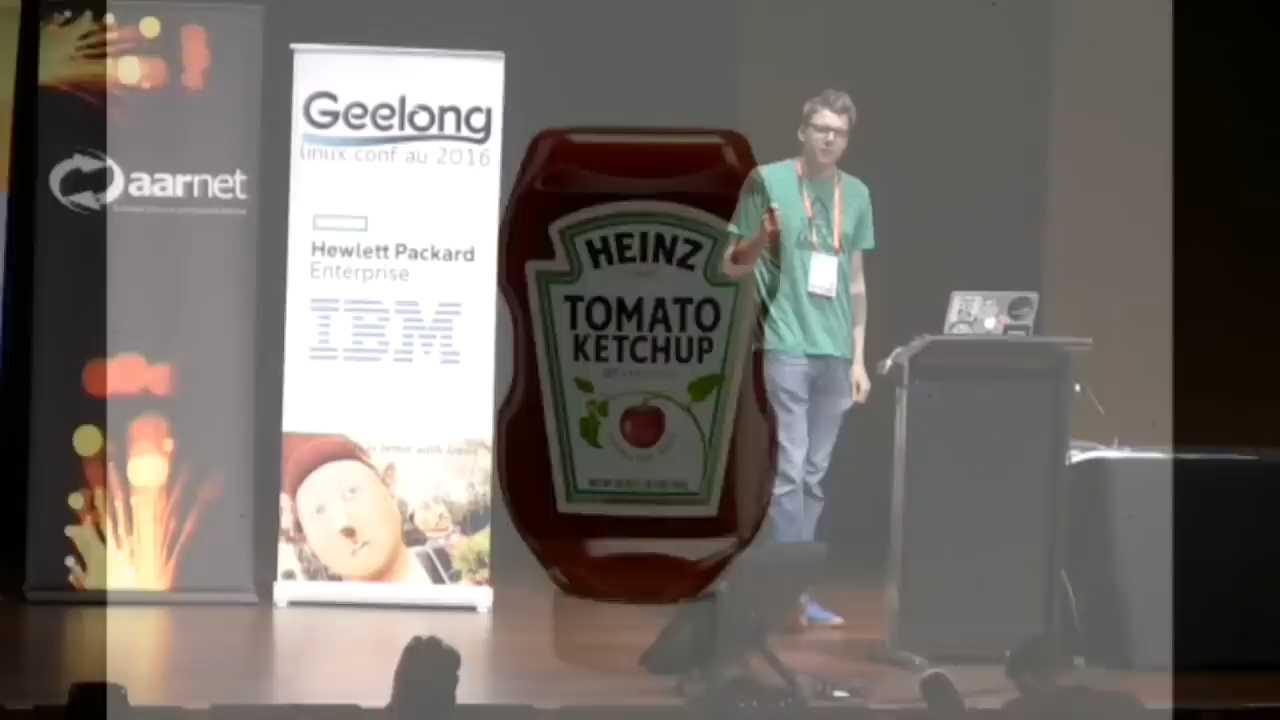 aarnet
Geelong
linux.conf au 2016
Hewlett Packard
Enterprise
IBM
HEINZ
TOMATO
KETCHUP